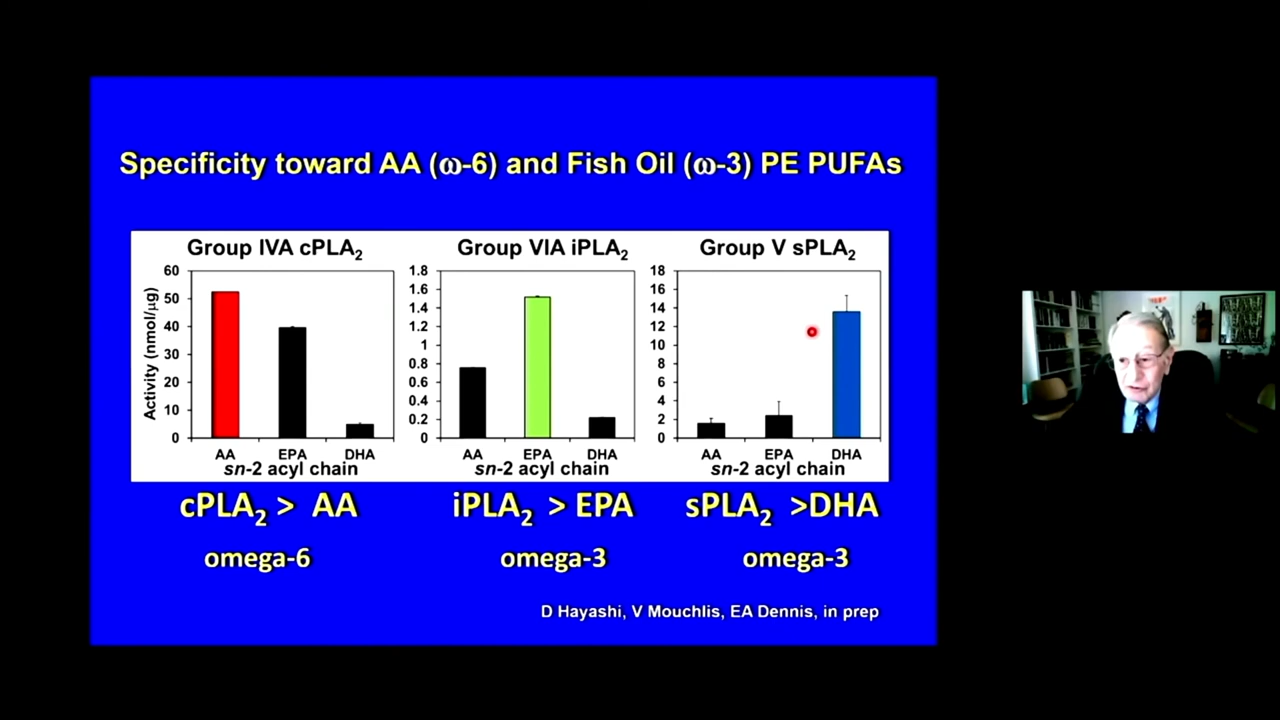 Specificity toward AA (ω-6) and Fish Oil (ω-3) PE PUFAs
Group IVA cPLA₂
Activity (nmol/μg)
60
50
40
30
20
10
0
AA EPA DHA
sn-2 acyl chain
Group VIA iPLA₂
1.8
1.6
1.4
1.2
1
0.8
0.6
0.4
0.2
0
AA EPA DHA
sn-2 acyl chain
Group V sPLA₂
18
16
14
12
10
8
6
4
2
0
AA EPA DHA
sn-2 acyl chain
cPLA₂ > AA
omega-6
iPLA₂ > EPA
omega-3
sPLA₂ >DHA
omega-3
D Hayashi, V Mouchlis, EA Dennis, in prep